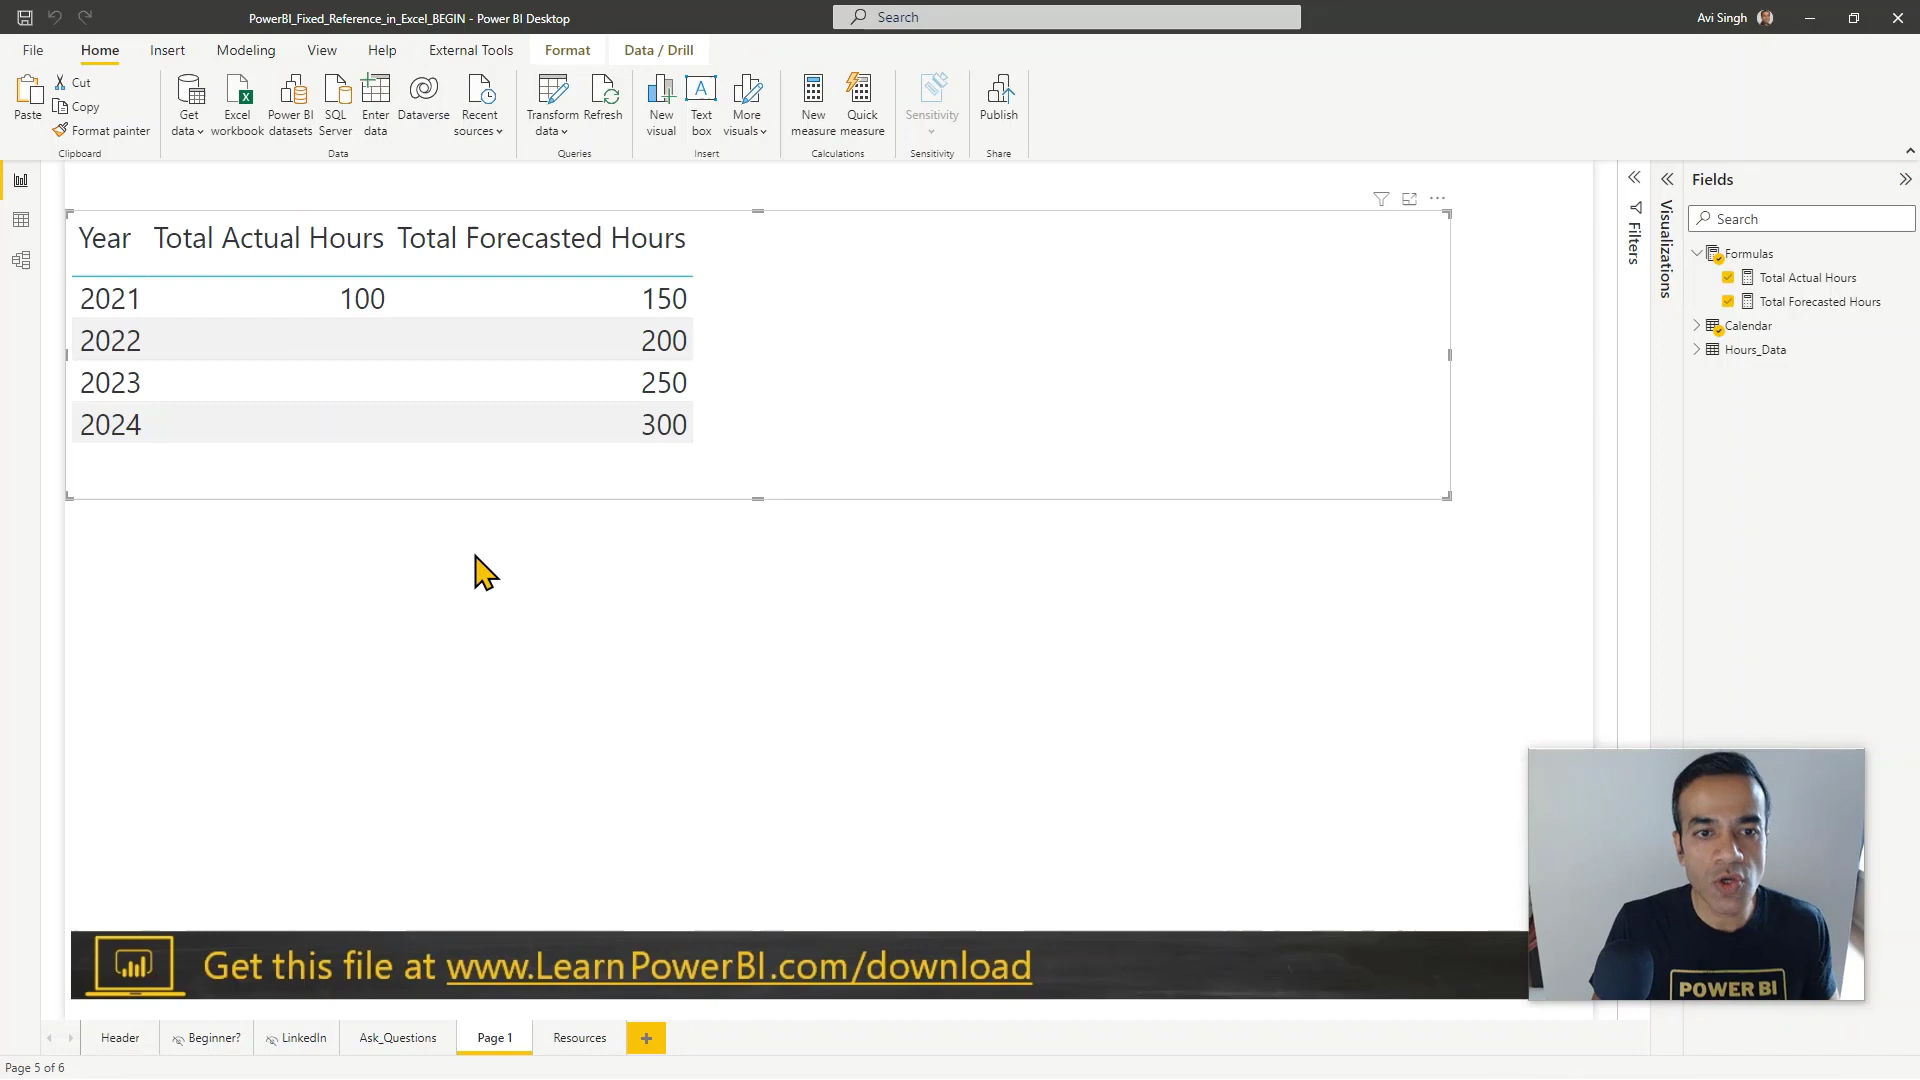 PowerBI_Fixed_Reference_in_Excel_BEGIN - Power BI Desktop
Search
Avi Singh
File Home Insert Modeling View Help External Tools Format Data / Drill
Paste
Cut
Copy
Format painter
Clipboard
Get data
Excel workbook
Power BI datasets
SQL Server
Enter data
Dataverse
Recent sources
Data
Transform data
Refresh
Queries
New visual
Text box
More visuals
Insert
New measure
Quick measure
Calculations
Sensitivity
Sensitivity
Publish
Share
Year Total Actual Hours Total Forecasted Hours
2021 100 150
2022 200
2023 250
2024 300
Filters
Visualizations
Fields
Search
Formulas
Total Actual Hours
Total Forecasted Hours
Calendar
Hours_Data
Get this file at www.LearnPowerBI.com/download
POWER BI
Header Beginner? LinkedIn Ask_Questions Page 1 Resources +
Page 5 of 6